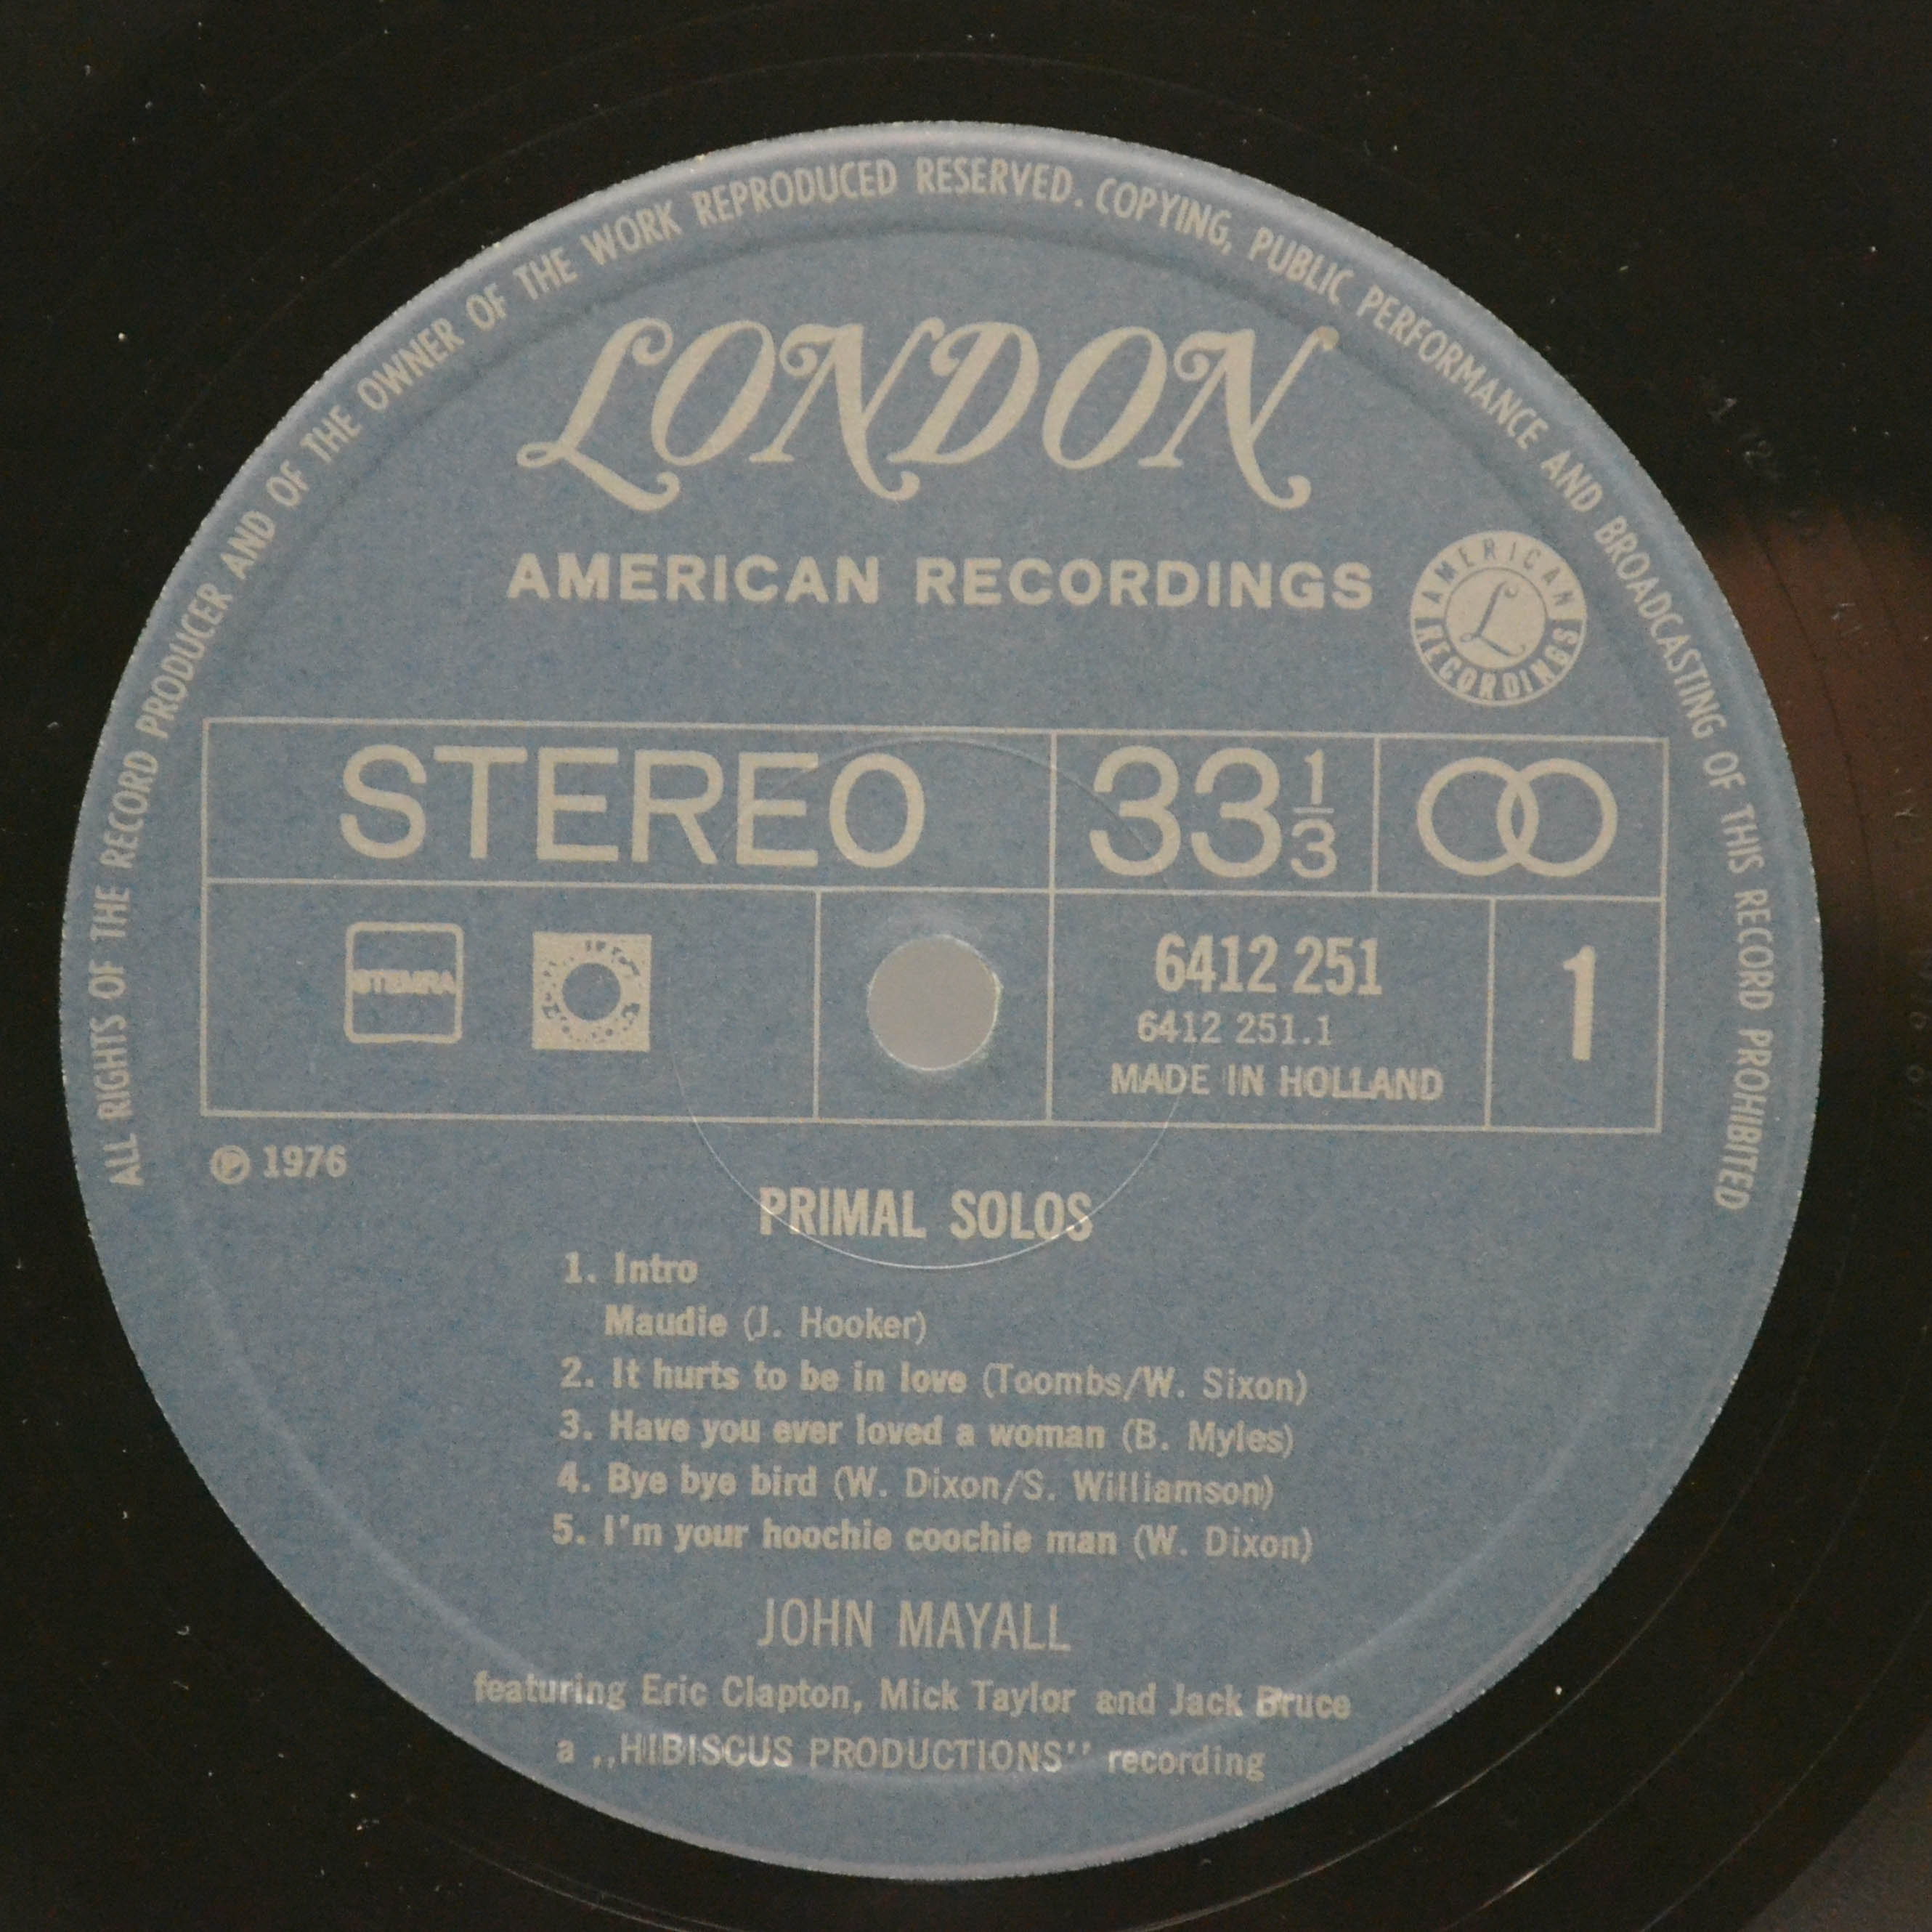 ALL RIGHTS OF THE RECORD PRODUCER AND OF THE OWNER OF THE WORK REPRODUCED RESERVED. COPYING, PUBLIC PERFORMANCE AND BROADCASTING OF THIS RECORD PROHIBITED
LONDON
AMERICAN RECORDINGS
AMERICAN RECORDINGS
L
STEREO
33 1/3
STEMRA
6412 251
6412 251.1
MADE IN HOLLAND
1
℗ 1976
PRIMAL SOLOS
1. Intro
Maudie (J. Hooker)
2. It hurts to be in love (Toombs/W. Sixon)
3. Have you ever loved a woman (B. Myles)
4. Bye bye bird (W. Dixon/S. Williamson)
5. I'm your hoochie coochie man (W. Dixon)
JOHN MAYALL
featuring Eric Clapton, Mick Taylor and Jack Bruce
a ,,HIBISCUS PRODUCTIONS'' recording